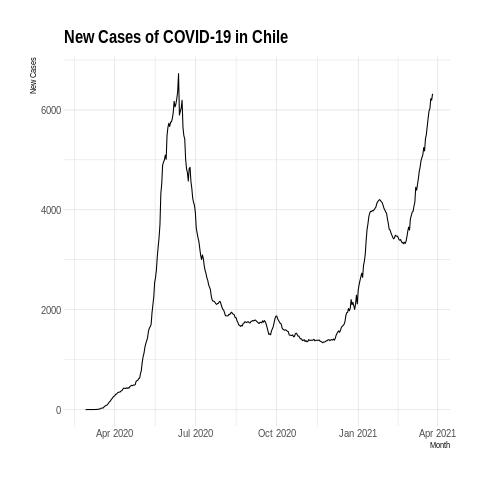 New Cases of COVID-19 in Chile
New Cases
6000
4000
2000
0
Apr 2020 Jul 2020 Oct 2020 Jan 2021 Apr 2021
Month